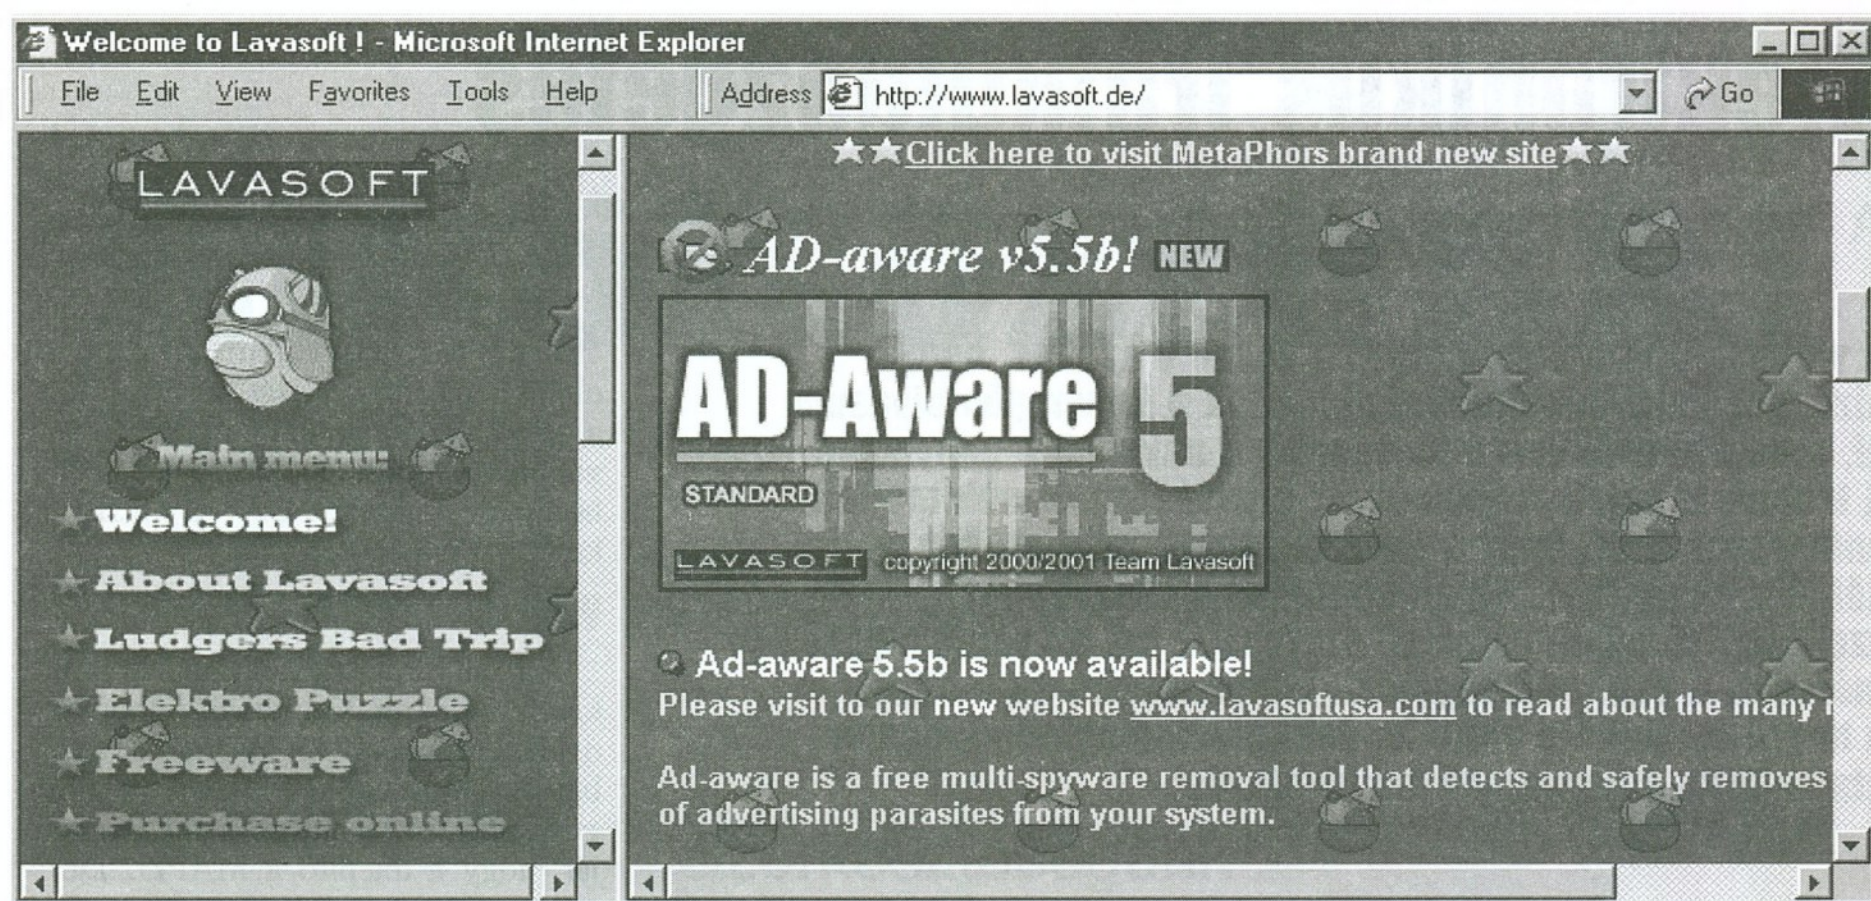 Welcome to Lavasoft ! - Microsoft Internet Explorer
File Edit View Favorites Tools Help Address http://www.lavasoft.de/ Go
LAVASOFT
Main menu:
Welcome!
About Lavasoft
Ludgers Bad Trip
Elektro Puzzle
Freeware
Purchase online
★★Click here to visit MetaPhors brand new site★★
AD-aware v5.5b! NEW
AD-Aware 5
STANDARD
LAVASOFT copyright 2000/2001 Team Lavasoft
Ad-aware 5.5b is now available!
Please visit to our new website www.lavasoftusa.com to read about the many
Ad-aware is a free multi-spyware removal tool that detects and safely removes
of advertising parasites from your system.